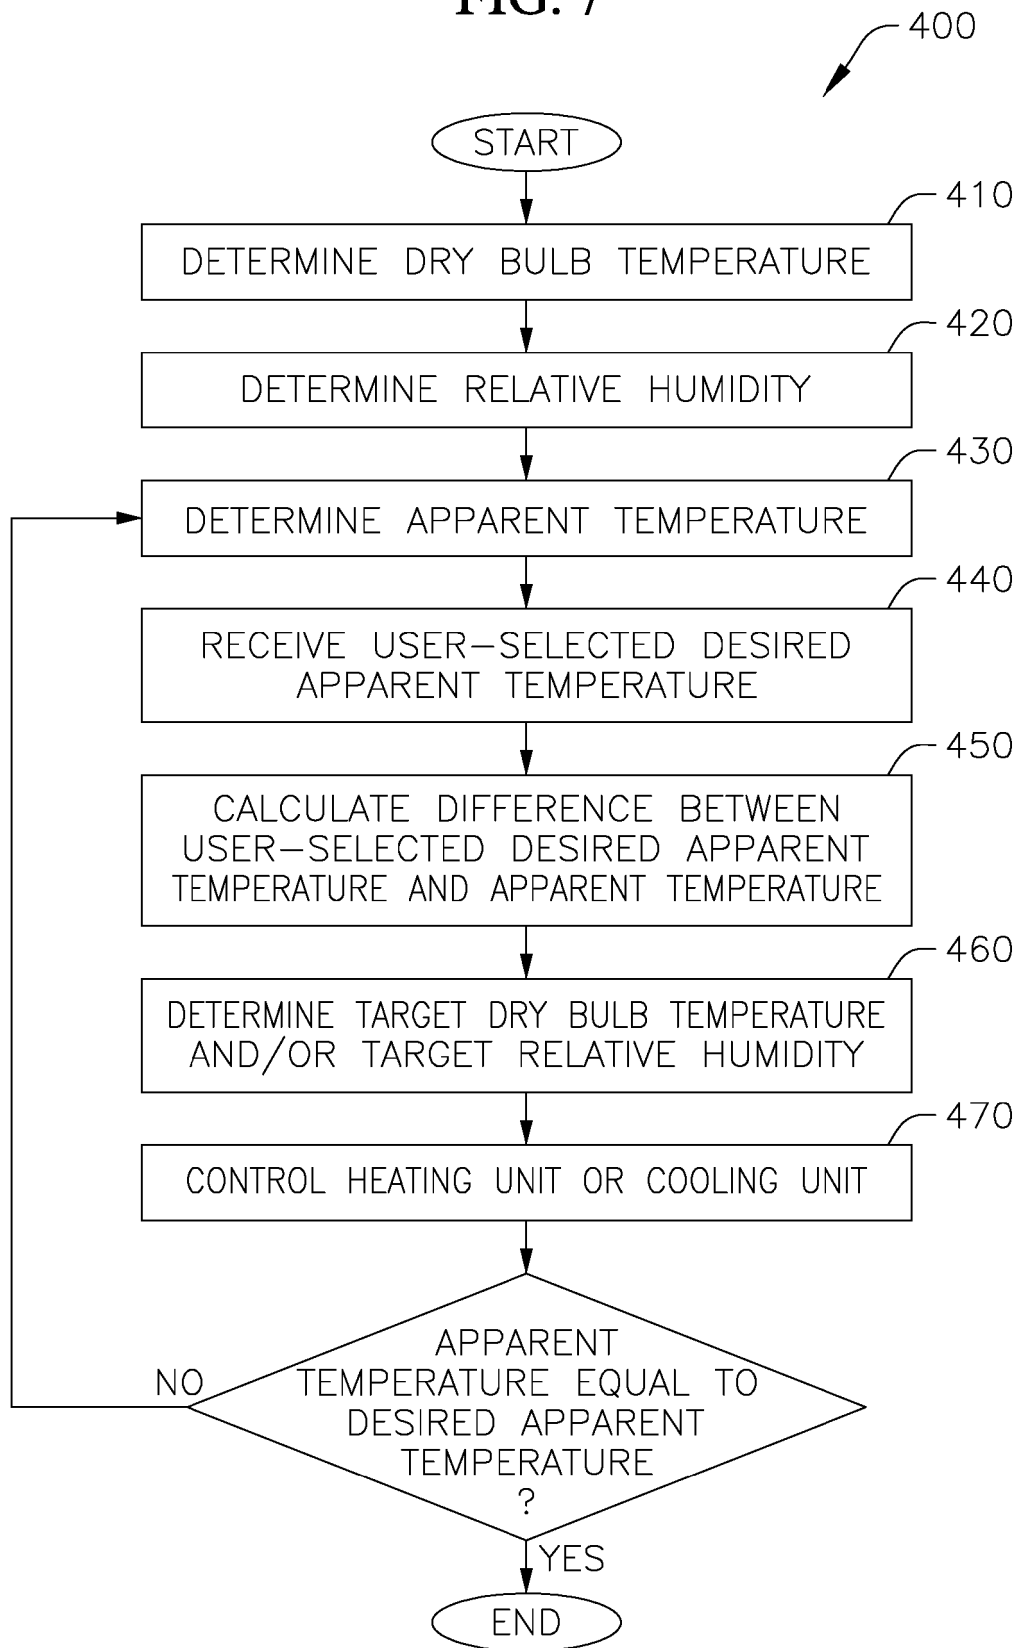 FIG. 7
400
START
410
DETERMINE DRY BULB TEMPERATURE
420
DETERMINE RELATIVE HUMIDITY
430
DETERMINE APPARENT TEMPERATURE
440
RECEIVE USER-SELECTED DESIRED
APPARENT TEMPERATURE
450
CALCULATE DIFFERENCE BETWEEN
USER-SELECTED DESIRED APPARENT
TEMPERATURE AND APPARENT TEMPERATURE
460
DETERMINE TARGET DRY BULB TEMPERATURE
AND/OR TARGET RELATIVE HUMIDITY
470
CONTROL HEATING UNIT OR COOLING UNIT
APPARENT
TEMPERATURE EQUAL TO
DESIRED APPARENT
TEMPERATURE
?
NO
YES
END